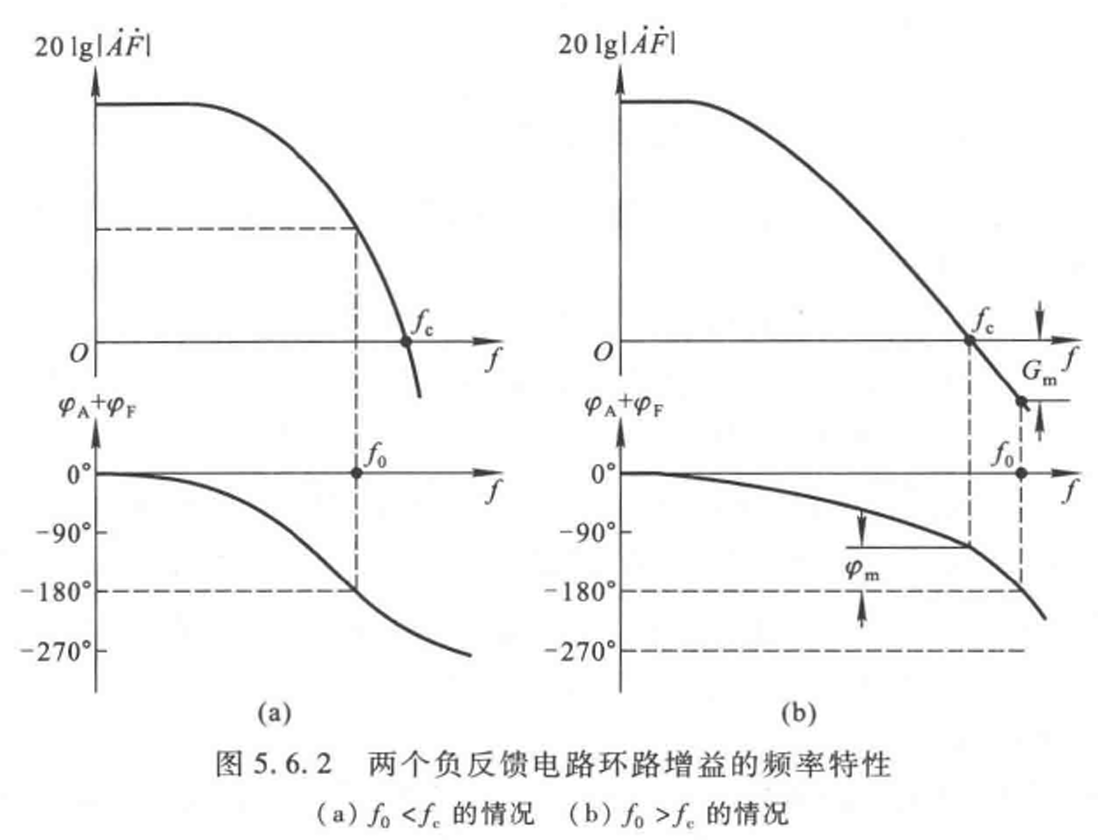 20 lg|ȦḞ| 20 lg|ȦḞ|
f_c f_c
O f O f
G_m
φ_A+φ_F φ_A+φ_F
f_0 f_0
0° f 0° f
−90° −90°
φ_m
−180° −180°
−270° −270°
(a) (b)
图 5.6.2 两个负反馈电路环路增益的频率特性
(a) f_0 <f_c 的情况 (b) f_0 >f_c 的情况